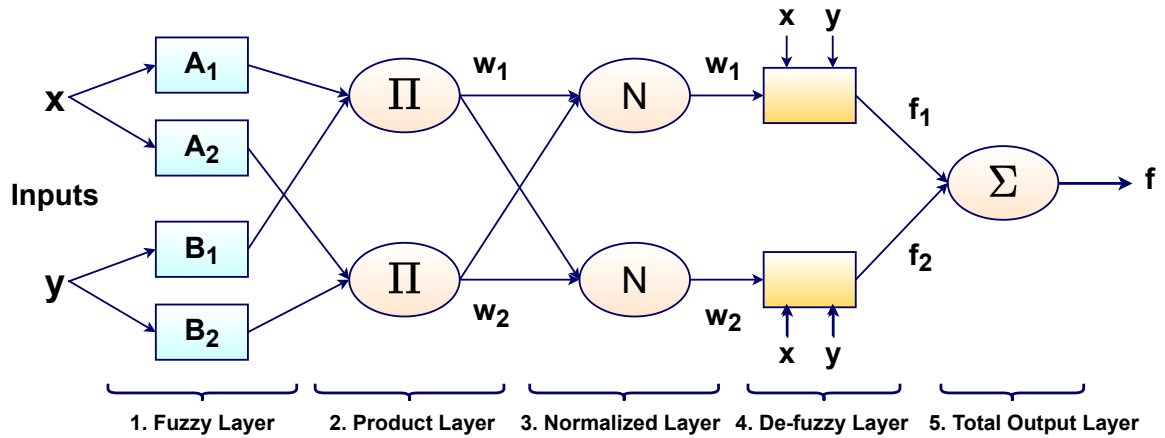 x y
A1 w1 w1
Π N
x f1
A2
Inputs Σ f
B1
y f2
Π N
B2 w2 w2
x y
1. Fuzzy Layer 2. Product Layer 3. Normalized Layer 4. De-fuzzy Layer 5. Total Output Layer